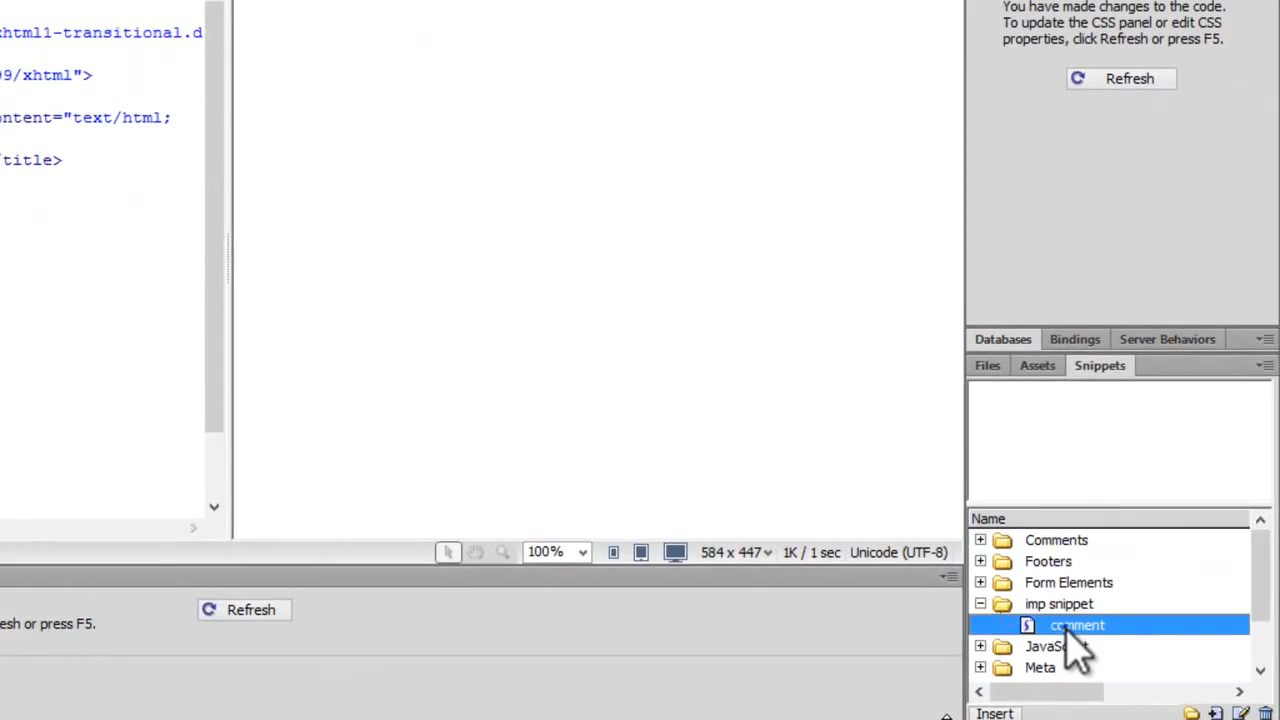 xhtml1-transitional.d
99/xhtml">
ontent="text/html;
/title>
You have made changes to the code.
To update the CSS panel or edit CSS
properties, click Refresh or press F5.
Refresh
Databases Bindings Server Behaviors
Files Assets Snippets
Name
Comments
Footers
Form Elements
imp snippet
comment
Meta
Insert
100% 584 x 447 1K / 1 sec Unicode (UTF-8)
esh or press F5.
Refresh